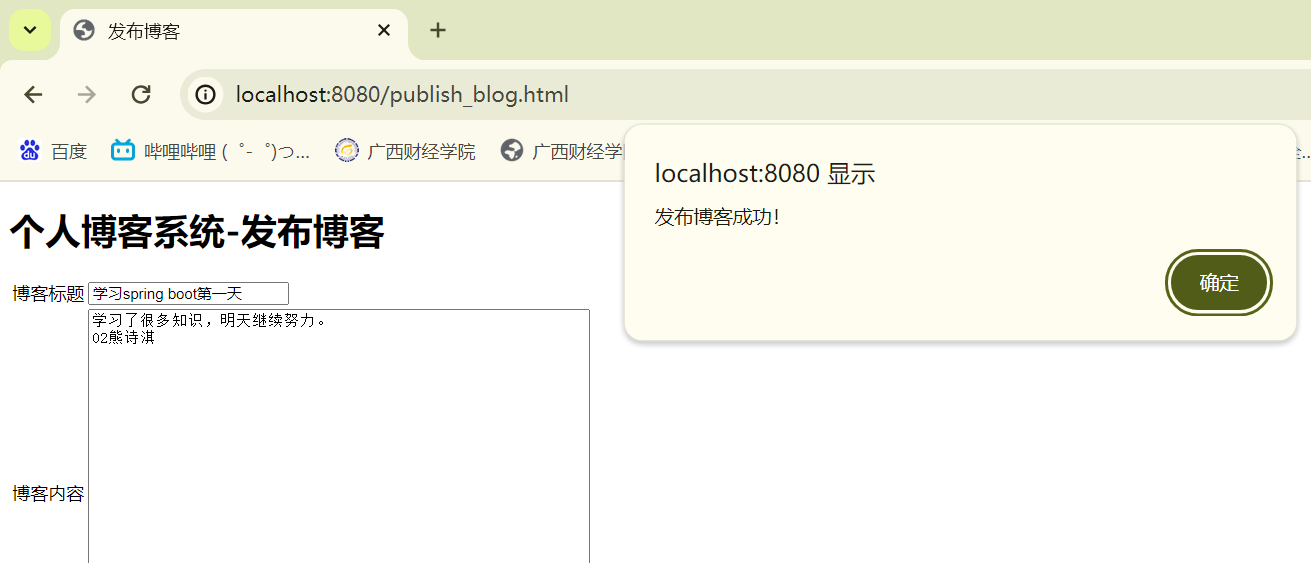 发布博客
localhost:8080/publish_blog.html
百度
哔哩哔哩 (゜-゜)つ...
广西财经学院
广西财经学
localhost:8080 显示
发布博客成功！
确定
个人博客系统-发布博客
博客标题 学习spring boot第一天
学习了很多知识，明天继续努力。
02熊诗淇
博客内容